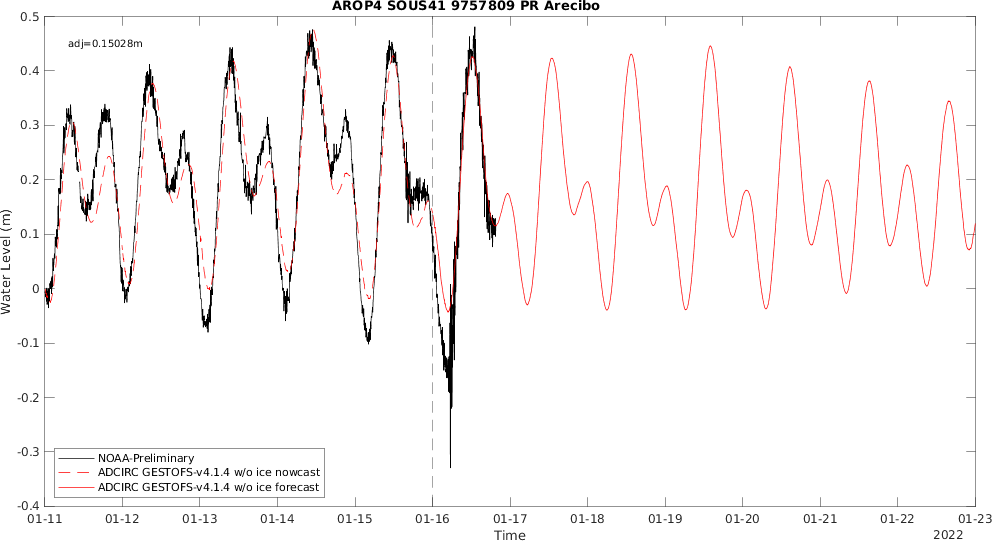 AROP4 SOUS41 9757809 PR Arecibo
adj=0.15028m
0.5
0.4
0.3
0.2
0.1
0
-0.1
-0.2
-0.3
-0.4
Water Level (m)
NOAA-Preliminary
ADCIRC GESTOFS-v4.1.4 w/o ice nowcast
ADCIRC GESTOFS-v4.1.4 w/o ice forecast
01-11 01-12 01-13 01-14 01-15 01-16 01-17 01-18 01-19 01-20 01-21 01-22 01-23
Time
2022